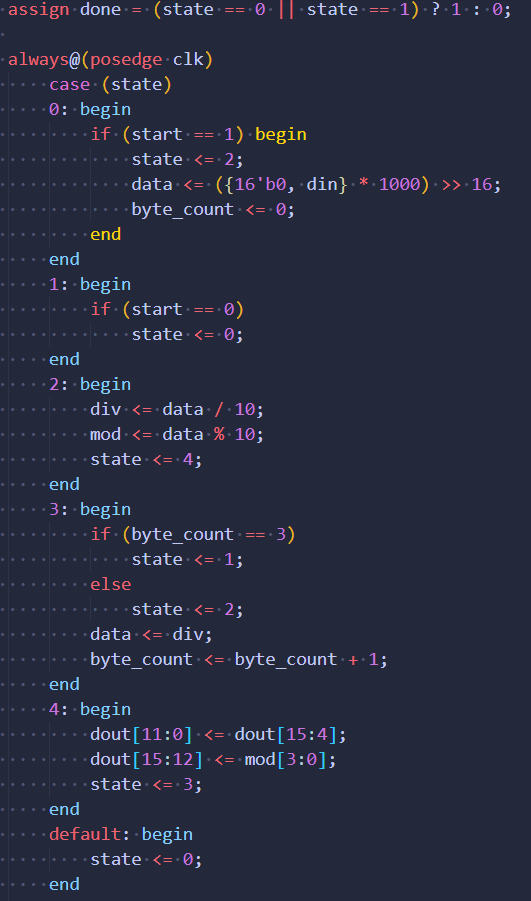 assign done = (state == 0 || state == 1) ? 1 : 0;

always@(posedge clk)
    case (state)
    0: begin
        if (start == 1) begin
            state <= 2;
            data <= ({16'b0, din} * 1000) >> 16;
            byte_count <= 0;
        end
    end
    1: begin
        if (start == 0)
            state <= 0;
    end
    2: begin
        div <= data / 10;
        mod <= data % 10;
        state <= 4;
    end
    3: begin
        if (byte_count == 3)
            state <= 1;
        else
            state <= 2;
        data <= div;
        byte_count <= byte_count + 1;
    end
    4: begin
        dout[11:0] <= dout[15:4];
        dout[15:12] <= mod[3:0];
        state <= 3;
    end
    default: begin
        state <= 0;
    end